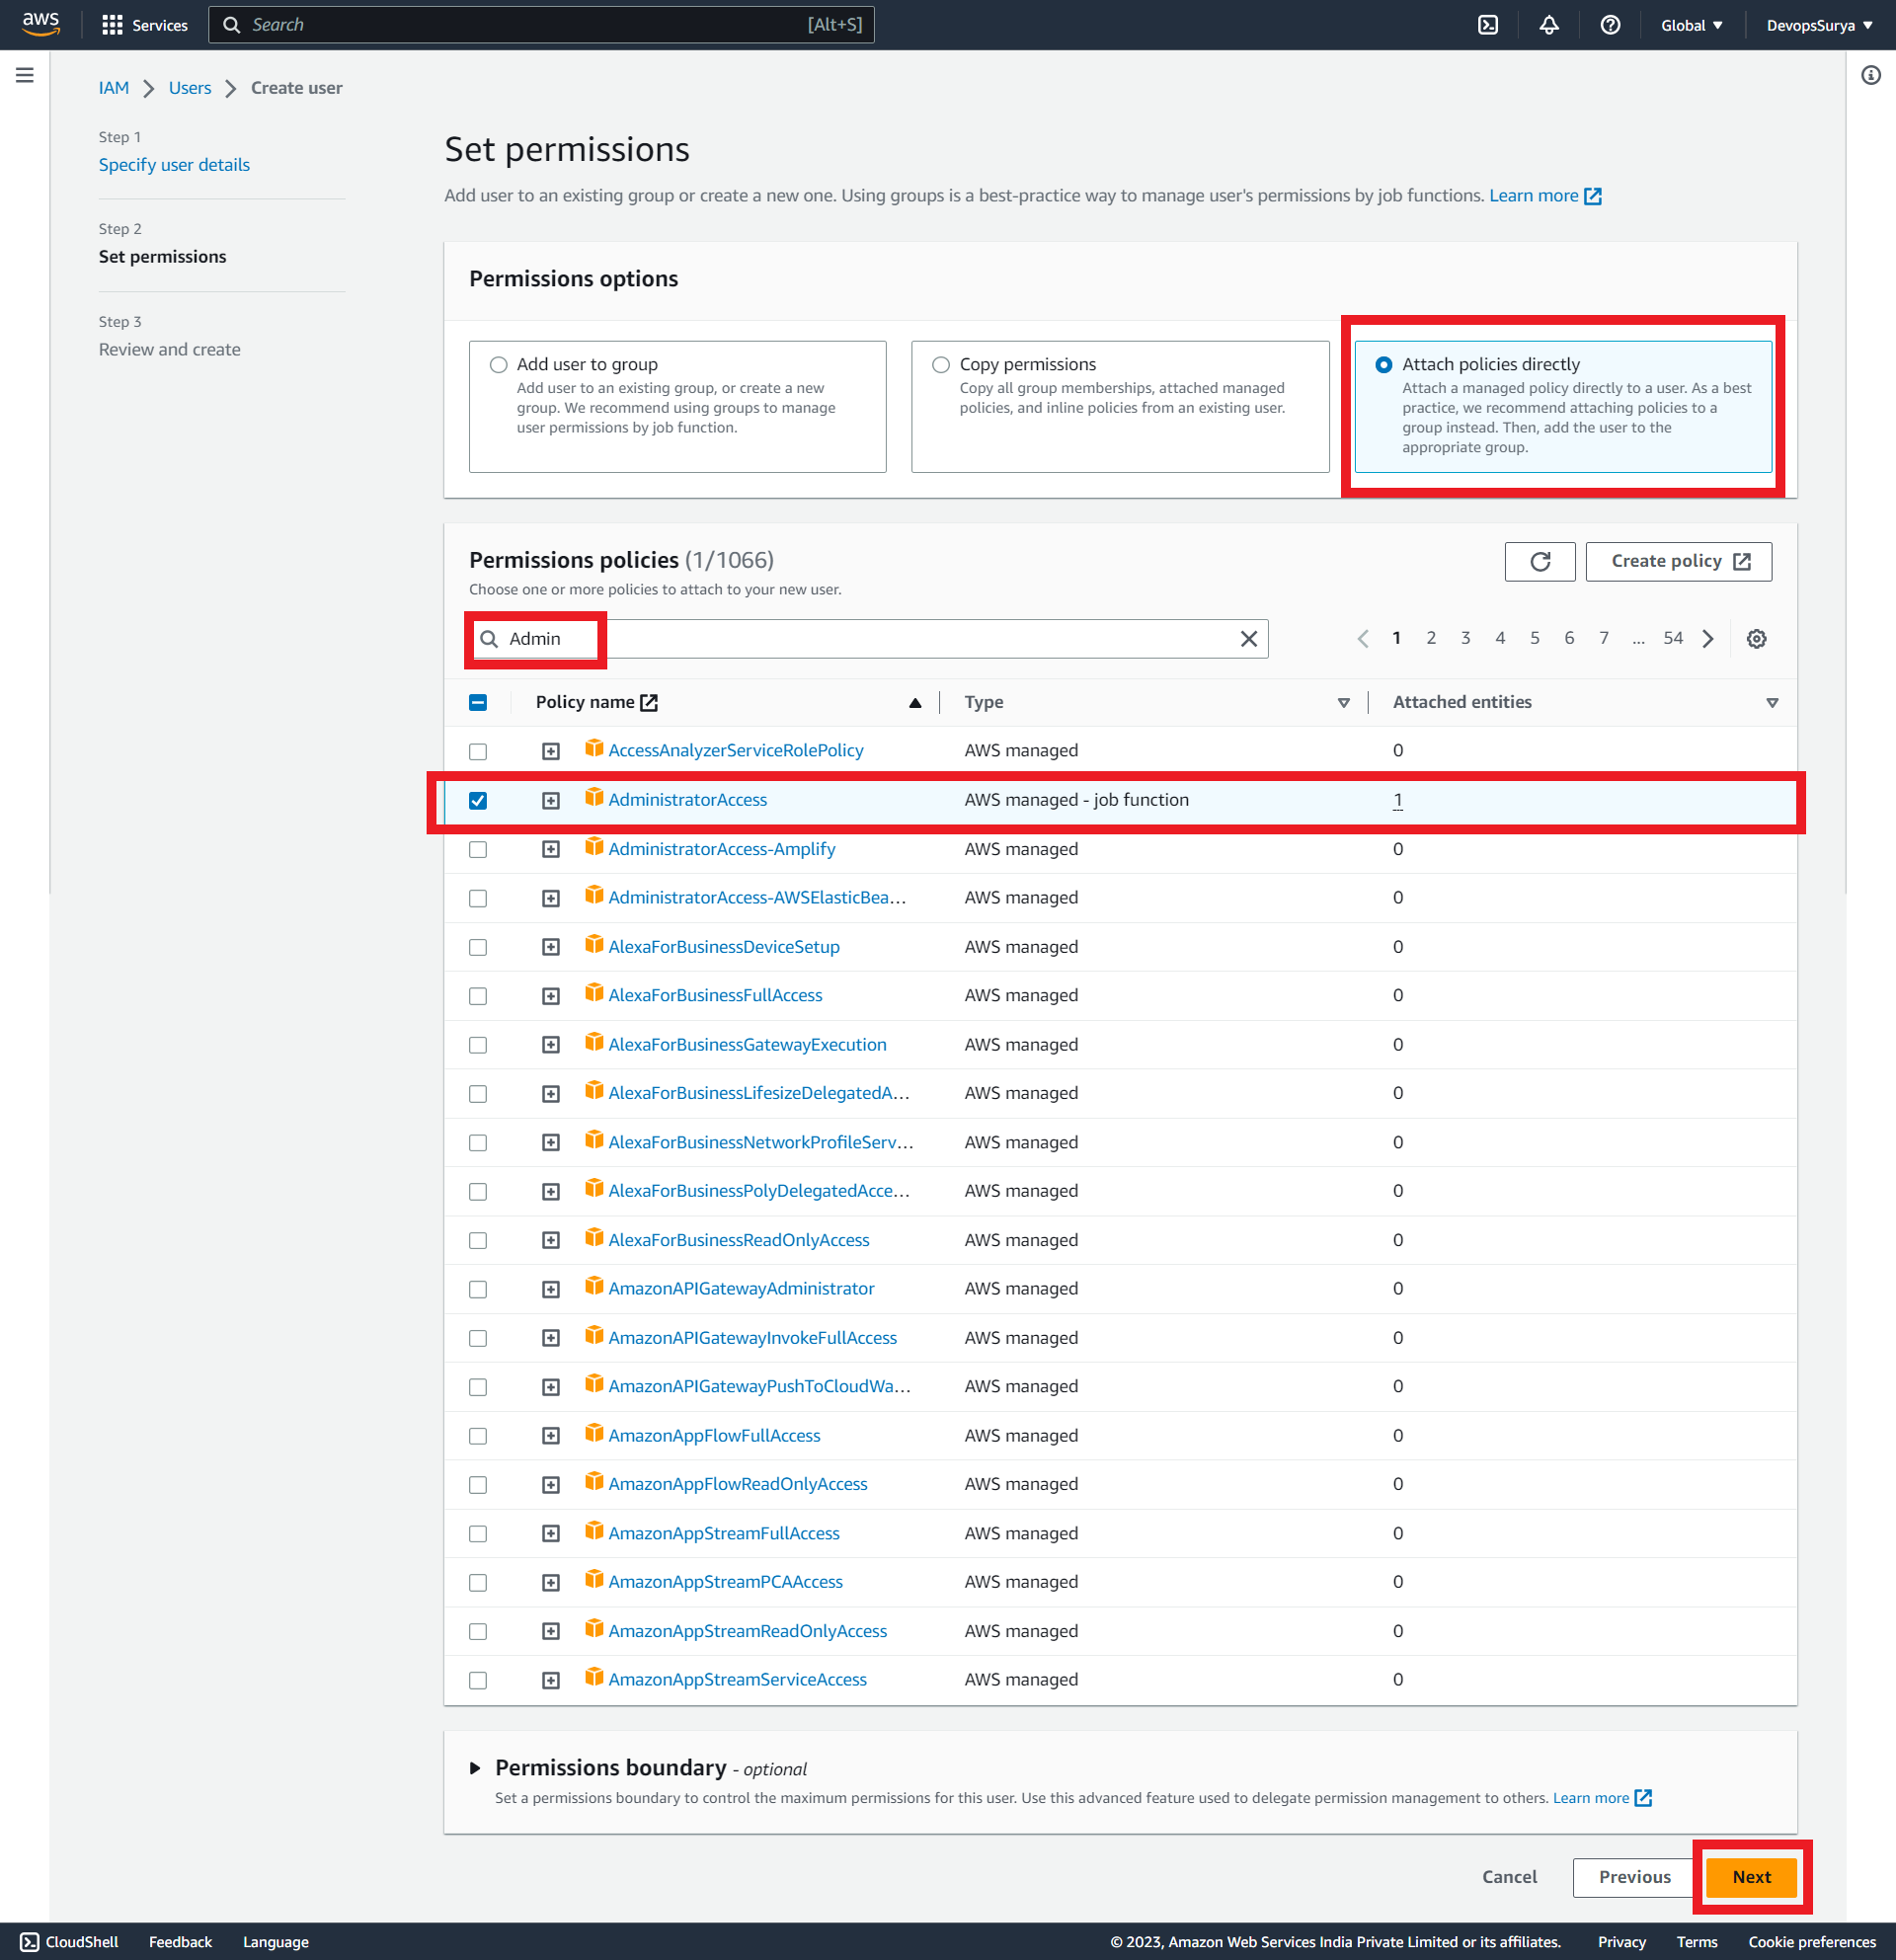 aws
Services
Search
[Alt+S]
Global
DevopsSurya
IAM
Users
Create user
Step 1
Specify user details
Step 2
Set permissions
Step 3
Review and create
Set permissions
Add user to an existing group or create a new one. Using groups is a best-practice way to manage user's permissions by job functions. Learn more
Permissions options
Add user to group
Add user to an existing group, or create a new
group. We recommend using groups to manage
user permissions by job function.
Copy permissions
Copy all group memberships, attached managed
policies, and inline policies from an existing user.
Attach policies directly
Attach a managed policy directly to a user. As a best
practice, we recommend attaching policies to a
group instead. Then, add the user to the
appropriate group.
Permissions policies (1/1066)
Choose one or more policies to attach to your new user.
Create policy
Admin
1 2 3 4 5 6 7 ... 54
Policy name Type Attached entities
AccessAnalyzerServiceRolePolicy AWS managed 0
AdministratorAccess AWS managed - job function 1
AdministratorAccess-Amplify AWS managed 0
AdministratorAccess-AWSElasticBea... AWS managed 0
AlexaForBusinessDeviceSetup AWS managed 0
AlexaForBusinessFullAccess AWS managed 0
AlexaForBusinessGatewayExecution AWS managed 0
AlexaForBusinessLifesizeDelegatedA... AWS managed 0
AlexaForBusinessNetworkProfileServ... AWS managed 0
AlexaForBusinessPolyDelegatedAcce... AWS managed 0
AlexaForBusinessReadOnlyAccess AWS managed 0
AmazonAPIGatewayAdministrator AWS managed 0
AmazonAPIGatewayInvokeFullAccess AWS managed 0
AmazonAPIGatewayPushToCloudWa... AWS managed 0
AmazonAppFlowFullAccess AWS managed 0
AmazonAppFlowReadOnlyAccess AWS managed 0
AmazonAppStreamFullAccess AWS managed 0
AmazonAppStreamPCAAccess AWS managed 0
AmazonAppStreamReadOnlyAccess AWS managed 0
AmazonAppStreamServiceAccess AWS managed 0
Permissions boundary - optional
Set a permissions boundary to control the maximum permissions for this user. Use this advanced feature used to delegate permission management to others. Learn more
Cancel
Previous
Next
CloudShell
Feedback
Language
© 2023, Amazon Web Services India Private Limited or its affiliates.
Privacy
Terms
Cookie preferences